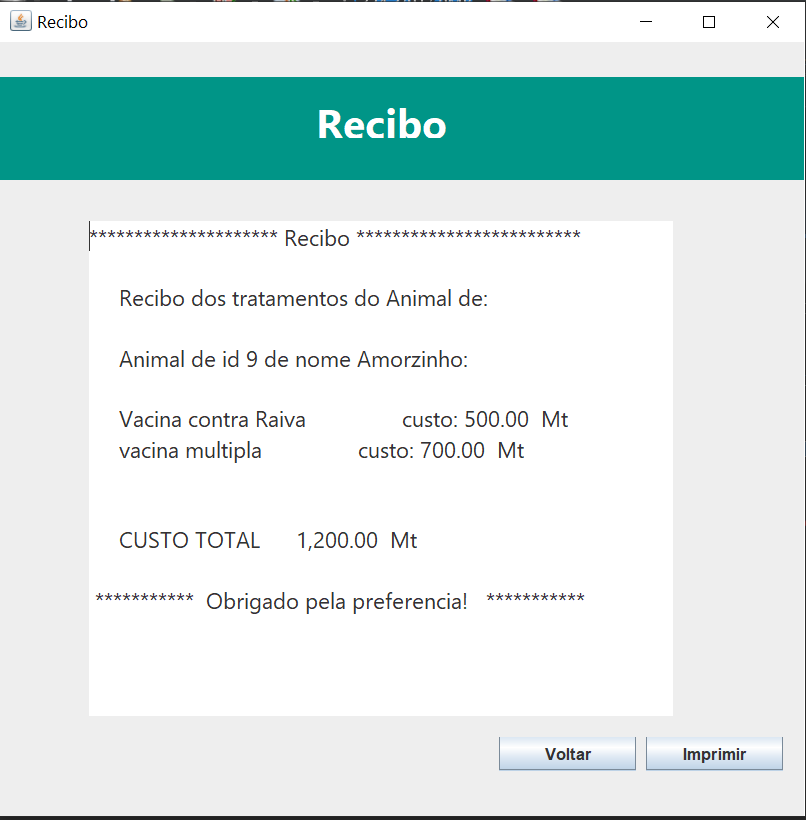 Recibo
Recibo
********************* Recibo *************************
Recibo dos tratamentos do Animal de:
Animal de id 9 de nome Amorzinho:
Vacina contra Raiva custo: 500.00 Mt
vacina multipla custo: 700.00 Mt
CUSTO TOTAL 1,200.00 Mt
*********** Obrigado pela preferencia! ***********
Voltar Imprimir